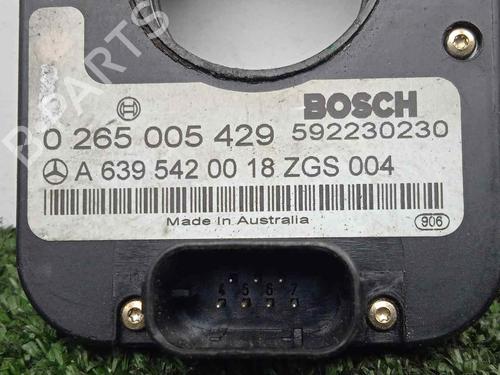 BPARTS
BOSCH
0 265 005 429 592230230
A 639 542 00 18 ZGS 004
Made In Australia
906
4 5 6 7